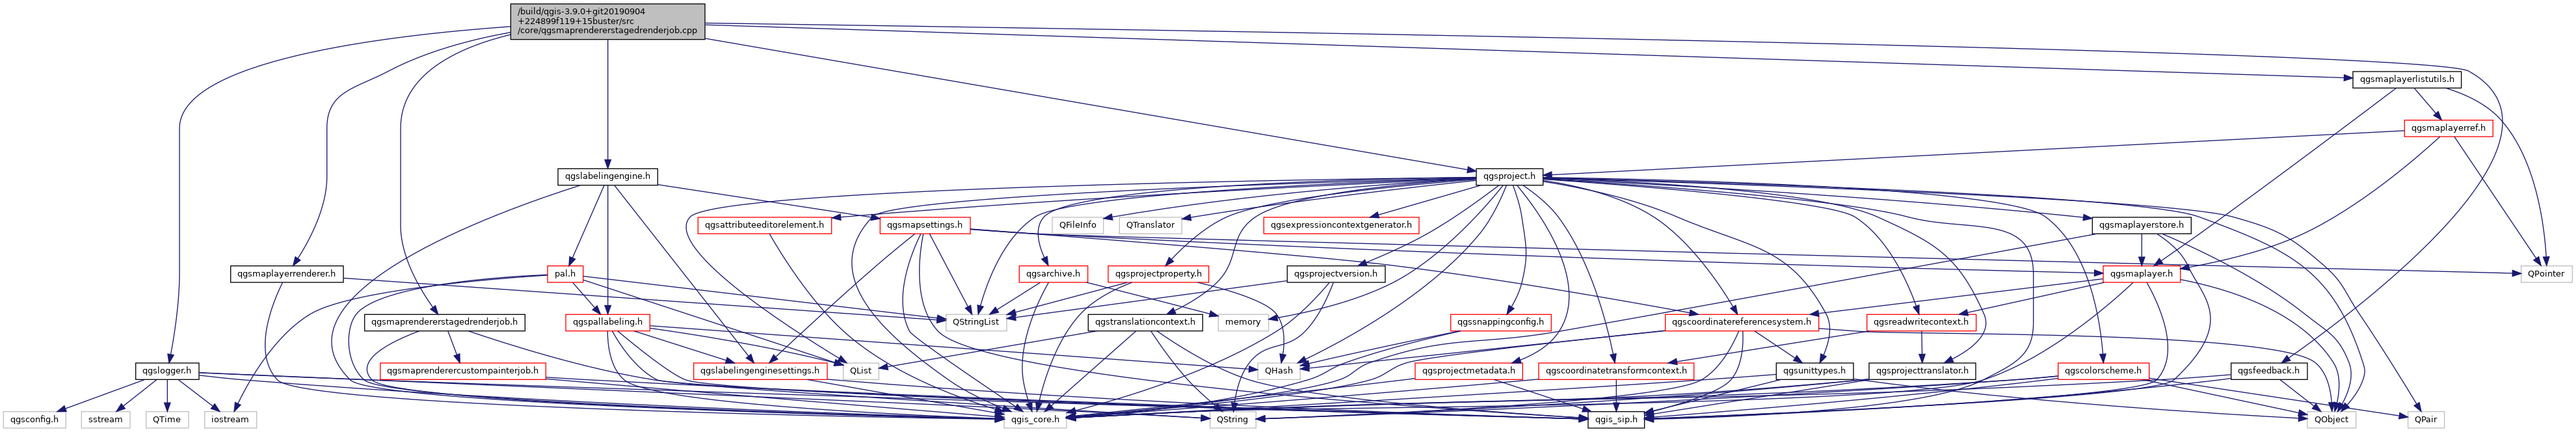 /build/qgis-3.9.0+git20190904
+224899f119+15buster/src
/core/qgsmaprendererstagedrenderjob.cpp
qgsmaplayerlistutils.h
qgsmaplayerref.h
qgslabelingengine.h
qgsproject.h
qgsattributeeditorelement.h
qgsmapsettings.h
QFileInfo
QTranslator
qgsexpressioncontextgenerator.h
qgsmaplayerstore.h
qgsmaplayerrenderer.h
pal.h
qgsarchive.h
qgsprojectproperty.h
qgsprojectversion.h
qgsmaplayer.h
QPointer
qgsmaprendererstagedrenderjob.h
qgspallabeling.h
QStringList
qgstranslationcontext.h
memory
qgssnappingconfig.h
qgscoordinatereferencesystem.h
qgsreadwritecontext.h
qgslogger.h
qgsmaprenderercustompainterjob.h
qgslabelingenginesettings.h
QList
QHash
qgsprojectmetadata.h
qgscoordinatetransformcontext.h
qgsunittypes.h
qgsprojecttranslator.h
qgscolorscheme.h
qgsfeedback.h
qgsconfig.h
sstream
QTime
iostream
qgis_core.h
QString
qgis_sip.h
QObject
QPair